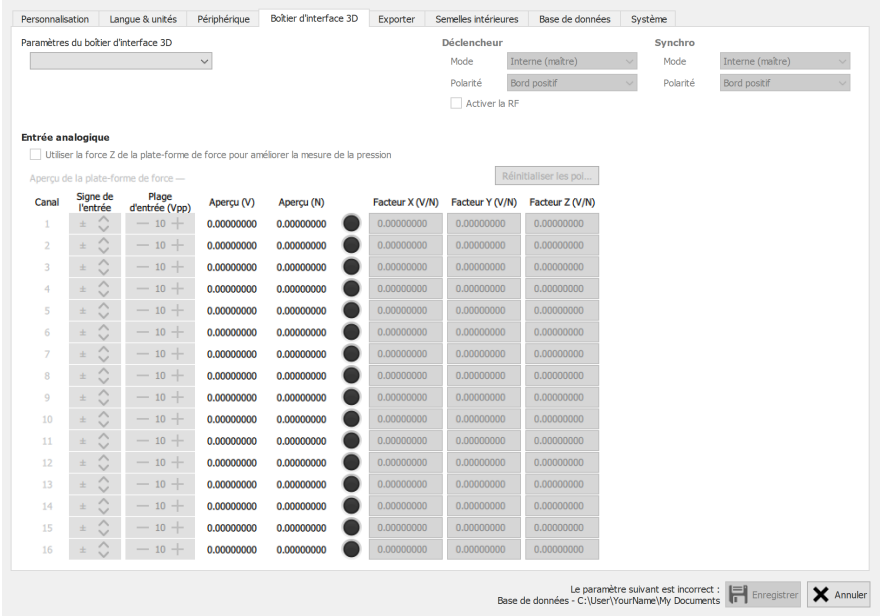 Personnalisation Langue & unités Périphérique Boîtier d'interface 3D Exporter Semelles intérieures Base de données Système
Paramètres du boîtier d'interface 3D
Déclencheur Synchro
Mode Interne (maître) Mode Interne (maître)
Polarité Bord positif Polarité Bord positif
Activer la RF
Entrée analogique
Utiliser la force Z de la plate-forme de force pour améliorer la mesure de la pression
Aperçu de la plate-forme de force — Réinitialiser les poi...
Canal Signe de l'entrée Plage d'entrée (Vpp) Aperçu (V) Aperçu (N) Facteur X (V/N) Facteur Y (V/N) Facteur Z (V/N)
1 ± — 10 + 0.00000000 0.00000000 0.00000000 0.00000000 0.00000000
2 ± — 10 + 0.00000000 0.00000000 0.00000000 0.00000000 0.00000000
3 ± — 10 + 0.00000000 0.00000000 0.00000000 0.00000000 0.00000000
4 ± — 10 + 0.00000000 0.00000000 0.00000000 0.00000000 0.00000000
5 ± — 10 + 0.00000000 0.00000000 0.00000000 0.00000000 0.00000000
6 ± — 10 + 0.00000000 0.00000000 0.00000000 0.00000000 0.00000000
7 ± — 10 + 0.00000000 0.00000000 0.00000000 0.00000000 0.00000000
8 ± — 10 + 0.00000000 0.00000000 0.00000000 0.00000000 0.00000000
9 ± — 10 + 0.00000000 0.00000000 0.00000000 0.00000000 0.00000000
10 ± — 10 + 0.00000000 0.00000000 0.00000000 0.00000000 0.00000000
11 ± — 10 + 0.00000000 0.00000000 0.00000000 0.00000000 0.00000000
12 ± — 10 + 0.00000000 0.00000000 0.00000000 0.00000000 0.00000000
13 ± — 10 + 0.00000000 0.00000000 0.00000000 0.00000000 0.00000000
14 ± — 10 + 0.00000000 0.00000000 0.00000000 0.00000000 0.00000000
15 ± — 10 + 0.00000000 0.00000000 0.00000000 0.00000000 0.00000000
16 ± — 10 + 0.00000000 0.00000000 0.00000000 0.00000000 0.00000000
Le paramètre suivant est incorrect :
Base de données - C:\User\YourName\My Documents
Enregistrer Annuler